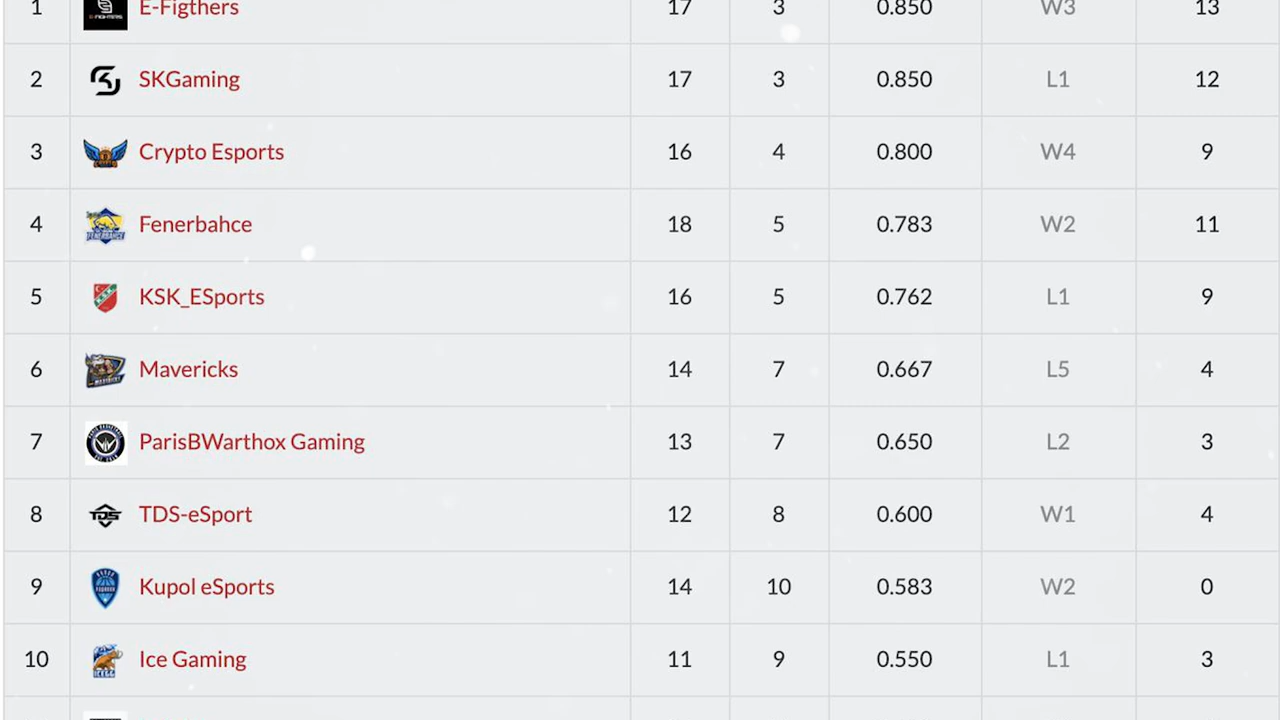 1 E-Figthers 17 3 0.850 W3 13
2 SKGaming 17 3 0.850 L1 12
3 Crypto Esports 16 4 0.800 W4 9
4 Fenerbahce 18 5 0.783 W2 11
5 KSK_ESports 16 5 0.762 L1 9
6 Mavericks 14 7 0.667 L5 4
7 ParisBWarthox Gaming 13 7 0.650 L2 3
8 TDS TDS-eSport 12 8 0.600 W1 4
9 Kupol eSports 14 10 0.583 W2 0
10 Ice Gaming 11 9 0.550 L1 3